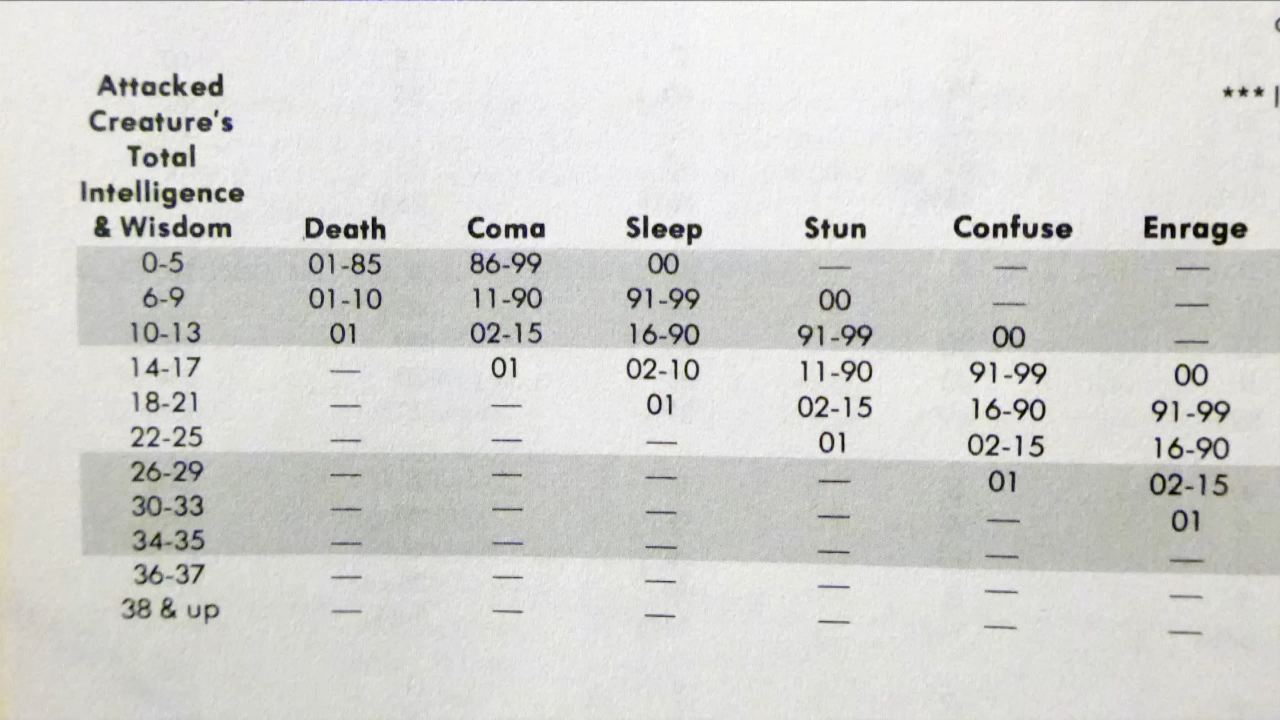 Attacked
Creature's
Total
Intelligence
& Wisdom Death Coma Sleep Stun Confuse Enrage
0-5 01-85 86-99 00 — — —
6-9 01-10 11-90 91-99 00 — —
10-13 01 02-15 16-90 91-99 00 —
14-17 — 01 02-10 11-90 91-99 00
18-21 — — 01 02-15 16-90 91-99
22-25 — — — 01 02-15 16-90
26-29 — — — — 01 02-15
30-33 — — — — — 01
34-35 — — — — — —
36-37 — — — — — —
38 & up — — — — — —
***